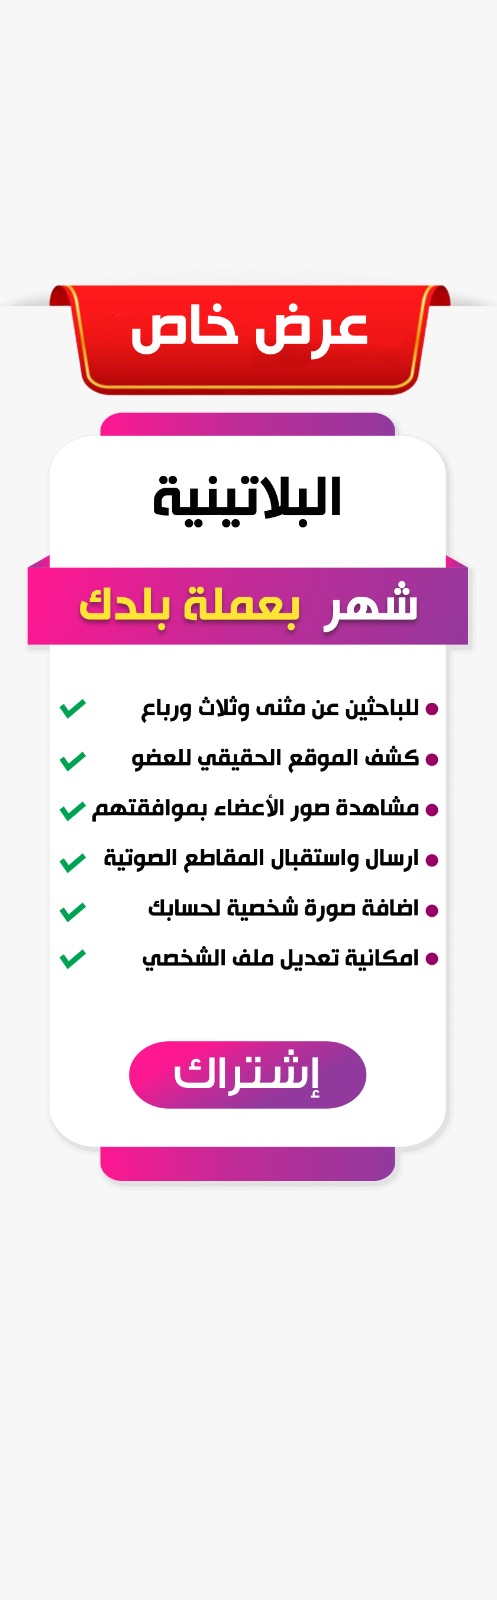 عرض خاص
البلاتينية
شهر بعملة بلدك
للباحثين عن مثنى وثلاث ورباع
كشف الموقع الحقيقي للعضو
مشاهدة صور الأعضاء بموافقتهم
ارسال واستقبال المقاطع الصوتية
اضافة صورة شخصية لحسابك
امكانية تعديل ملف الشخصي
إشتراك